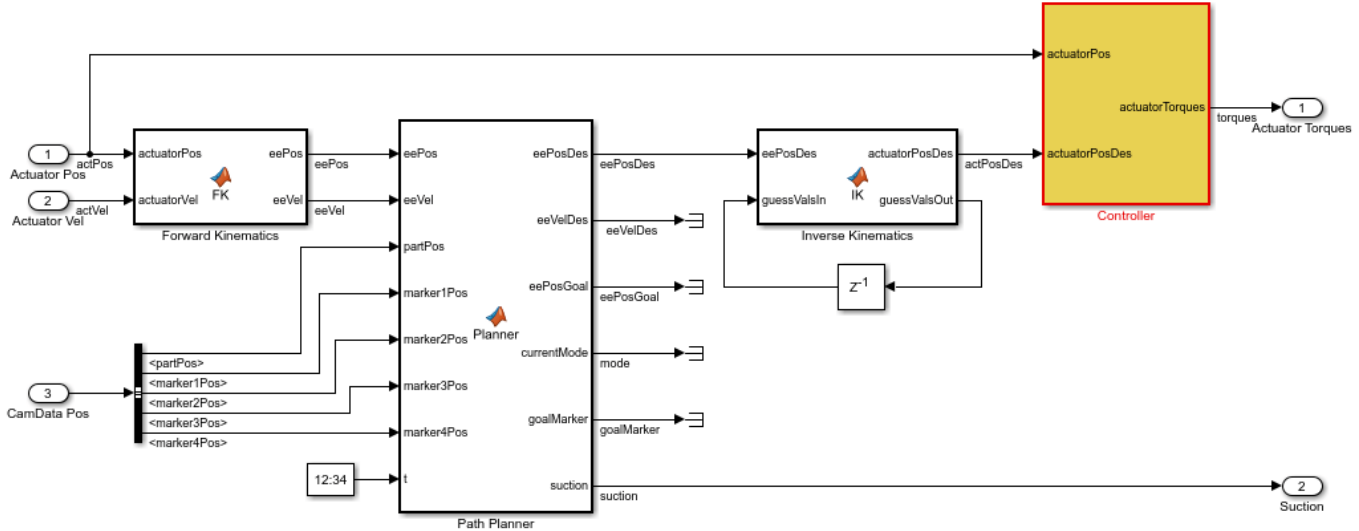 actuatorPos
actuatorTorques
torques
1
Actuator Torques
actuatorPosDes
Controller
1
actPos
Actuator Pos
2
actVel
Actuator Vel
actuatorPos
eePos
FK
actuatorVel
eeVel
Forward Kinematics
eePos
eeVel
eePos
eePosDes
eeVel
eeVelDes
partPos
marker1Pos
eePosGoal
Planner
marker2Pos
currentMode
marker3Pos
goalMarker
marker4Pos
t
suction
Path Planner
eePosDes
eeVelDes
eePosGoal
mode
goalMarker
suction
eePosDes
actuatorPosDes
IK
guessValsIn
guessValsOut
Inverse Kinematics
actPosDes
z-1
3
CamData Pos
<partPos>
<marker1Pos>
<marker2Pos>
<marker3Pos>
<marker4Pos>
12:34
2
Suction